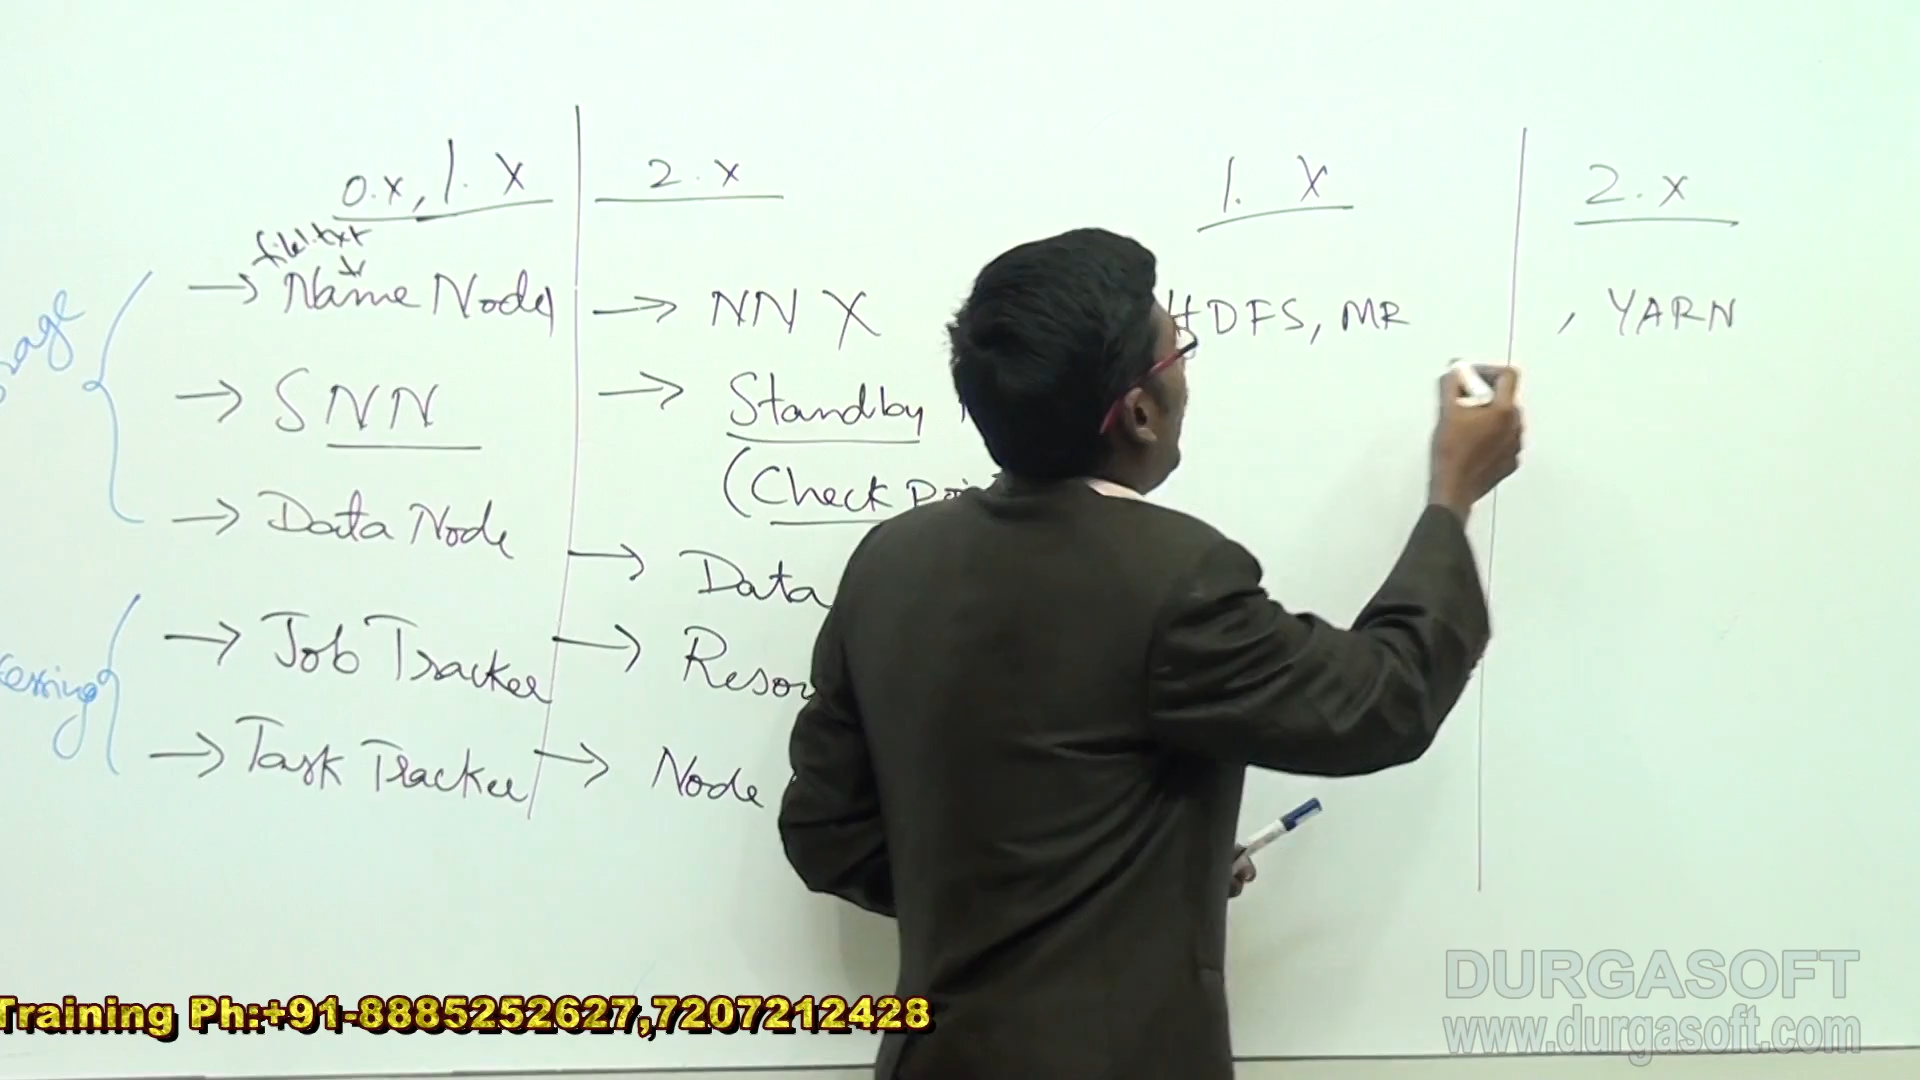 0.x, 1. X
2. x
1. X
2. x
file1.txt
→ Name Node
→ NN X
HDFS, MR
, YARN
→ SNN
→ Standby
(Check
→ Data Node
→ Data
→ Job Tracker
→
→ Task Tracker
→ Node
DURGASOFT
www.durgasoft.com
Training Ph:+91-8885252627,7207212428